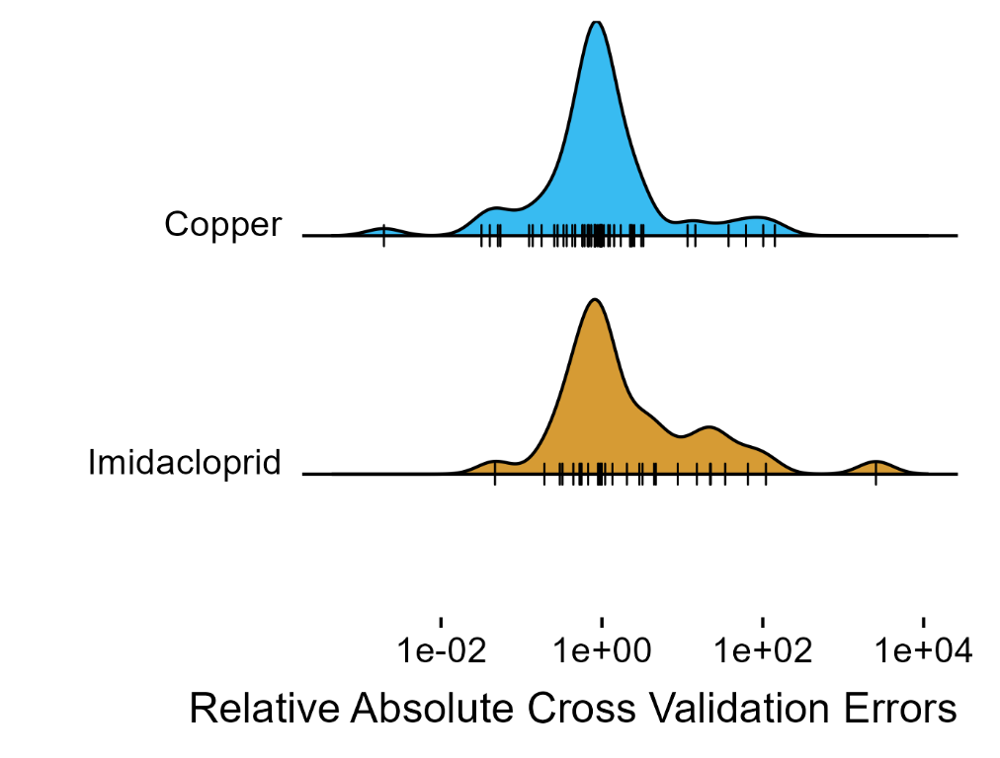 Copper
Imidacloprid
1e-02 1e+00 1e+02 1e+04
Relative Absolute Cross Validation Errors